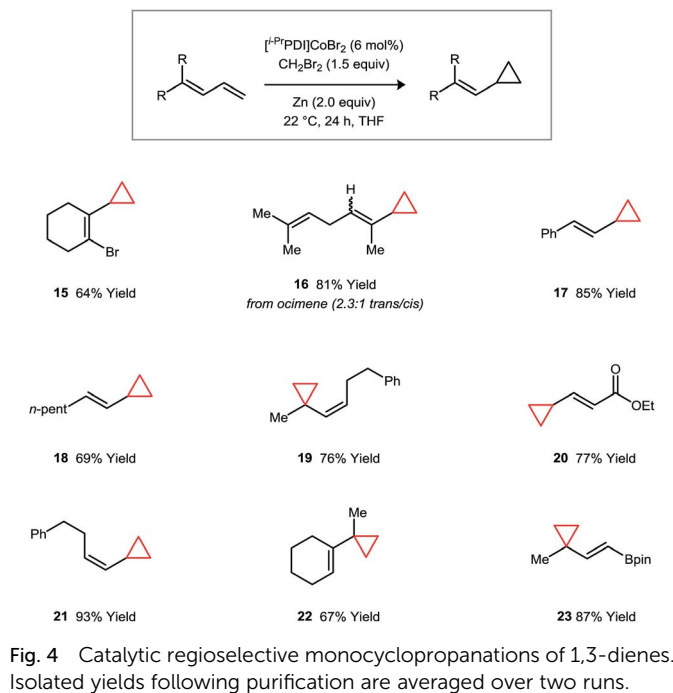 [i-PrPDI]CoBr2 (6 mol%)
CH2Br2 (1.5 equiv)
Zn (2.0 equiv)
22 °C, 24 h, THF
R
R
R
R
Br
15 64% Yield
H
Me
Me
Me
16 81% Yield
from ocimene (2.3:1 trans/cis)
Ph
17 85% Yield
n-pent
18 69% Yield
Me
Ph
19 76% Yield
O
OEt
20 77% Yield
Ph
21 93% Yield
Me
22 67% Yield
Me
Bpin
23 87% Yield
Fig. 4 Catalytic regioselective monocyclopropanations of 1,3-dienes.
Isolated yields following purification are averaged over two runs.